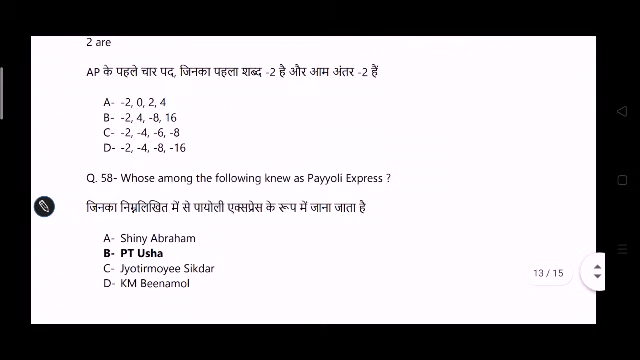 2 are
AP के पहले चार पद, जिनका पहला शब्द -2 है और आम अंतर -2 हैं
A- -2, 0, 2, 4
B- -2, 4, -8, 16
C- -2, -4, -6, -8
D- -2, -4, -8, -16
Q. 58- Whose among the following knew as Payyoli Express ?
जिनका निम्नलिखित में से पायोली एक्सप्रेस के रूप में जाना जाता है
A- Shiny Abraham
B- PT Usha
C- Jyotirmoyee Sikdar
D- KM Beenamol
13 / 15